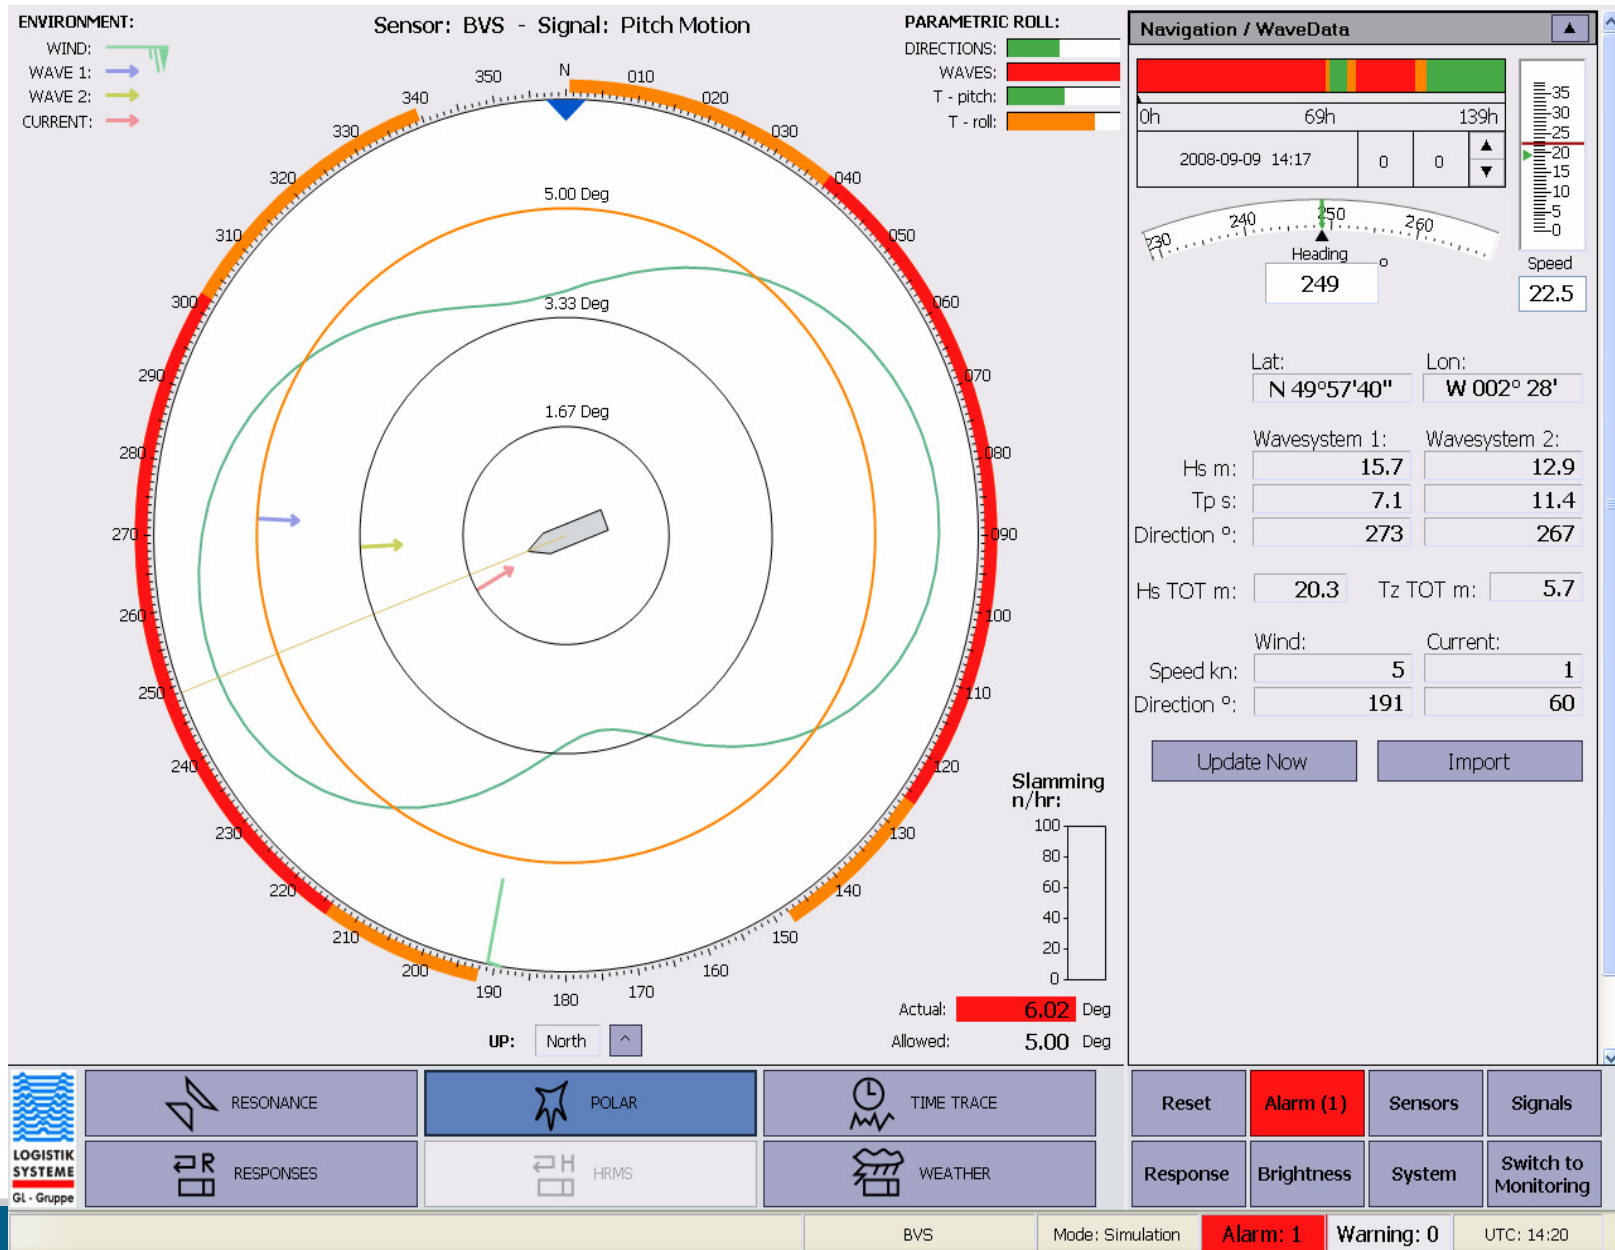 ENVIRONMENT:
WIND:
WAVE 1:
WAVE 2:
CURRENT:
Sensor: BVS - Signal: Pitch Motion
PARAMETRIC ROLL:
DIRECTIONS:
WAVES:
T - pitch:
T - roll:
N
010
020
030
040
050
060
070
080
090
100
110
120
130
140
150
160
170
180
190
200
210
220
230
240
250
260
270
280
290
300
310
320
330
340
350
5.00 Deg
3.33 Deg
1.67 Deg
Slamming
n/hr:
100
80
60
40
20
0
Actual: 6.02 Deg
Allowed: 5.00 Deg
UP: North ^
Navigation / WaveData
0h 69h 139h
2008-09-09 14:17 0 0
35
30
25
20
15
10
5
0
230 240 250 260
Heading o
249
Speed
22.5
Lat: Lon:
N 49°57'40" W 002° 28'
Wavesystem 1: Wavesystem 2:
Hs m: 15.7 12.9
Tp s: 7.1 11.4
Direction º: 273 267
Hs TOT m: 20.3 Tz TOT m: 5.7
Wind: Current:
Speed kn: 5 1
Direction º: 191 60
Update Now Import
RESONANCE POLAR TIME TRACE
R RESPONSES H HRMS WEATHER
LOGISTIK
SYSTEME
GL - Gruppe
Reset Alarm (1) Sensors Signals
Response Brightness System Switch to
Monitoring
BVS Mode: Simulation Alarm: 1 Warning: 0 UTC: 14:20